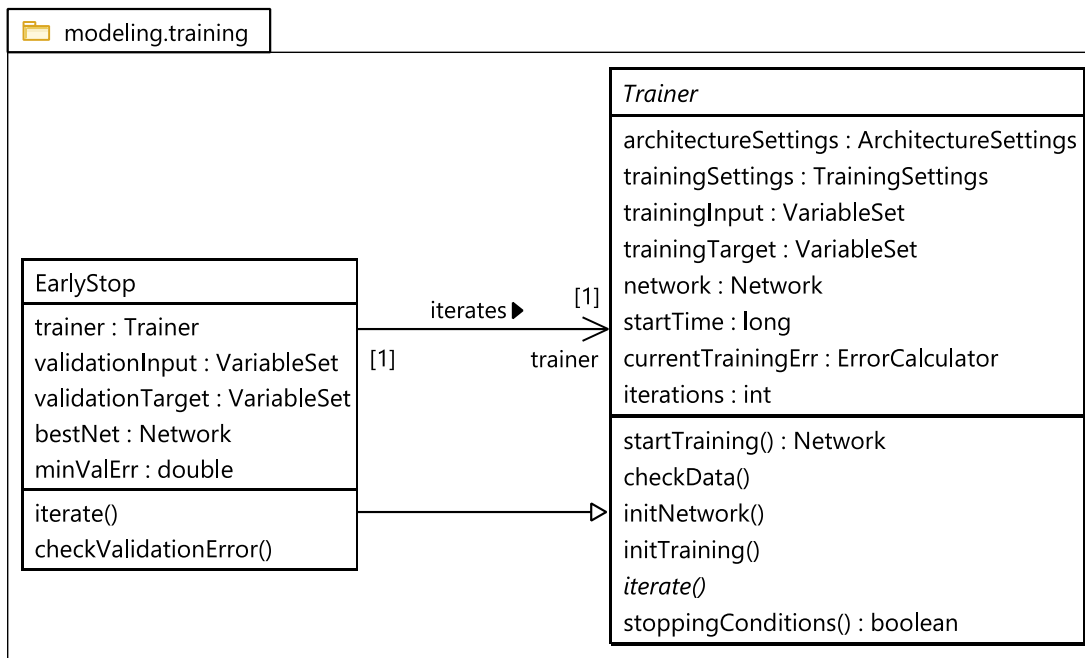 modeling.training
Trainer
architectureSettings : ArchitectureSettings
trainingSettings : TrainingSettings
trainingInput : VariableSet
trainingTarget : VariableSet
network : Network
startTime : long
currentTrainingErr : ErrorCalculator
iterations : int
startTraining() : Network
checkData()
initNetwork()
initTraining()
iterate()
stoppingConditions() : boolean
EarlyStop
trainer : Trainer
validationInput : VariableSet
validationTarget : VariableSet
bestNet : Network
minValErr : double
iterate()
checkValidationError()
iterates
[1]
[1]
trainer